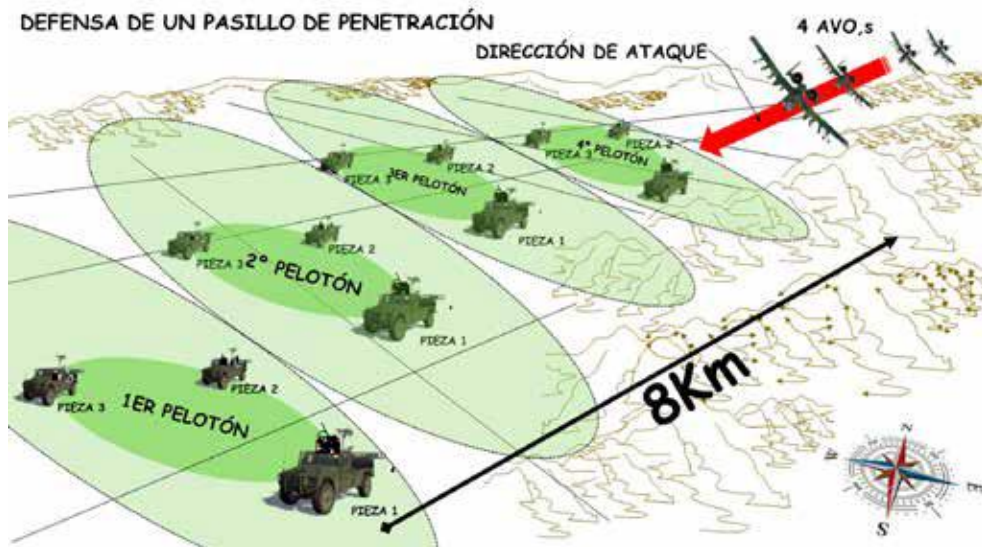 DEFENSA DE UN PASILLO DE PENETRACIÓN
4 AVO,s
DIRECCIÓN DE ATAQUE
PIEZA 2
PIEZA 3
4º PELOTÓN
PIEZA 1
PIEZA 2
PIEZA 3
3ER PELOTÓN
PIEZA 1
PIEZA 2
PIEZA 3
2º PELOTÓN
PIEZA 1
8Km
PIEZA 2
PIEZA 3
1ER PELOTÓN
PIEZA 1
N
E
S